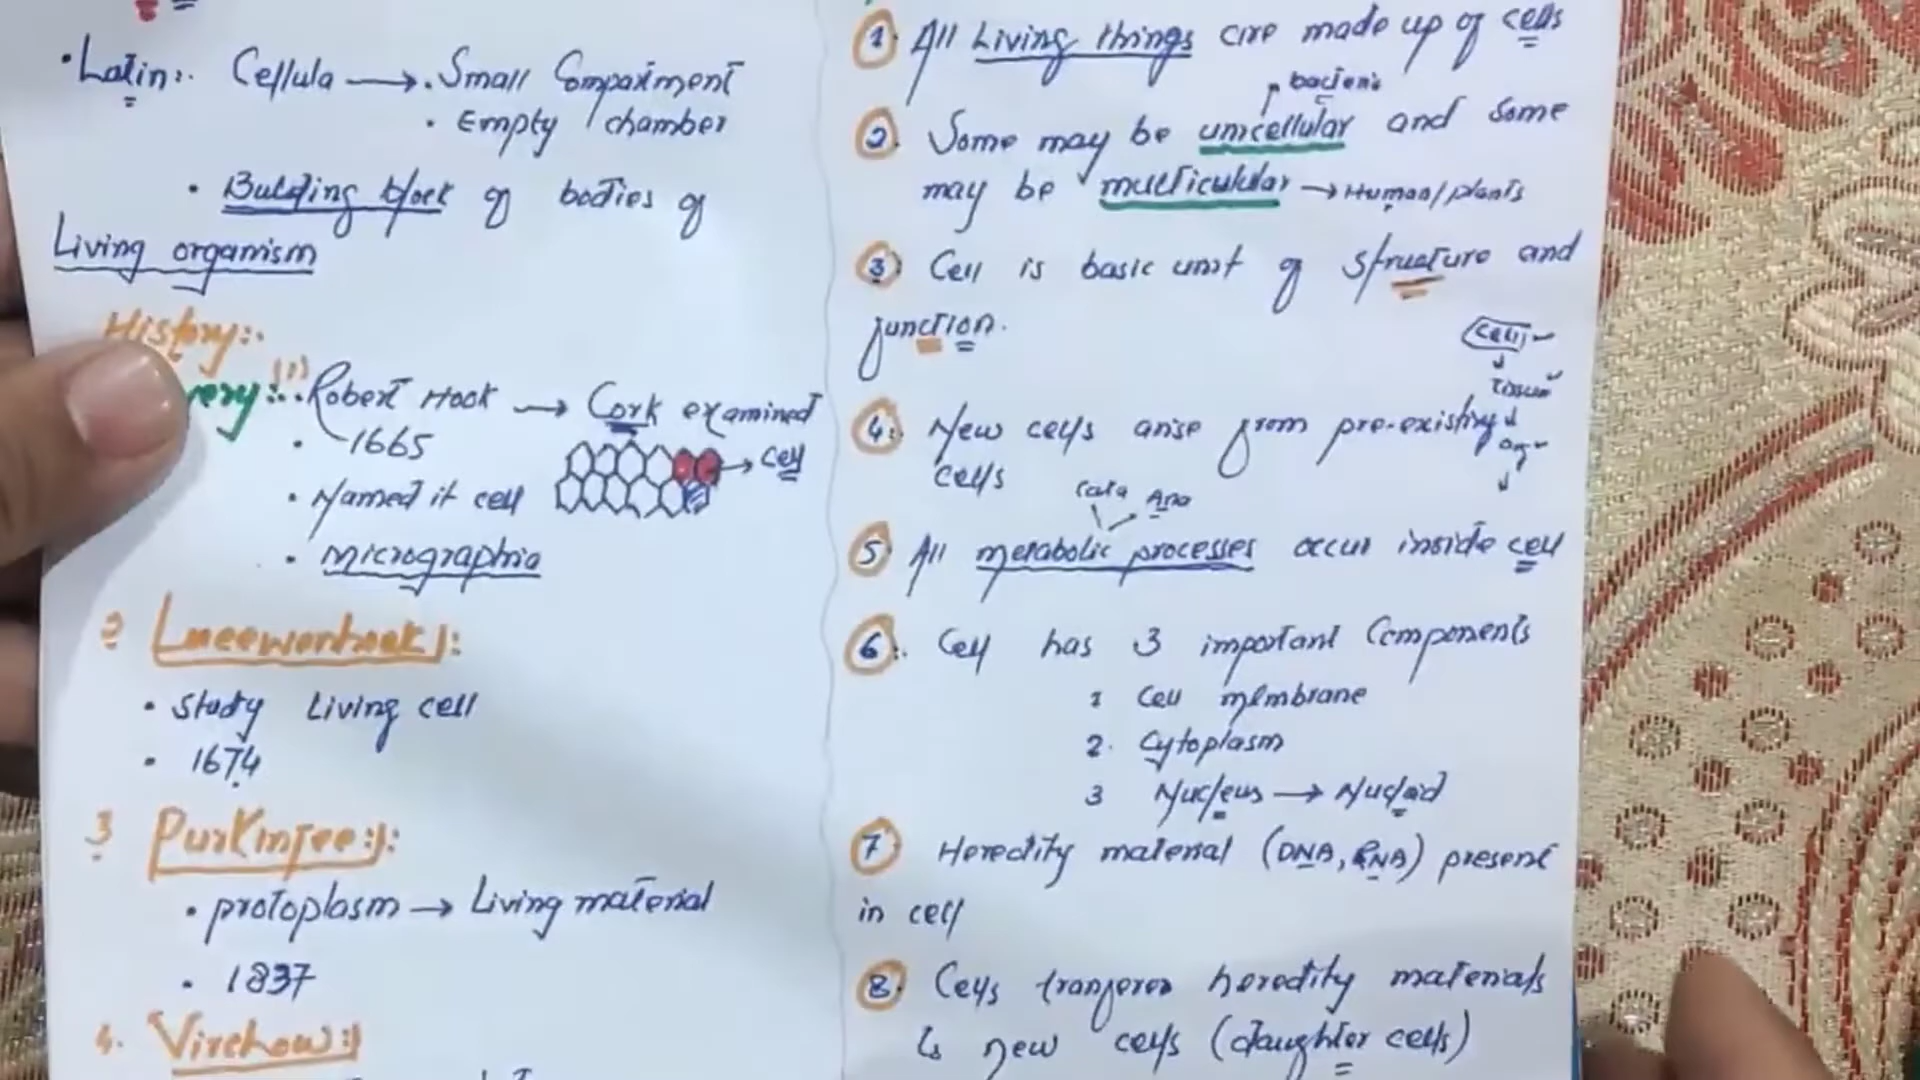 • Latin:. Cellula → . Small Compartment
• Empty chamber
• Building block of bodies of
Living organism
History:.
very:. (1) Robert Hook → Cork examined
• 1665
→ cell
• Named it cell
• micrographia
2 Leeewenhoek):
• Study Living cell
• 1674
3 Purkinjee:):
• protoplasm → Living material
• 1837
4. Virchow:)
1. All Living things are made up of cells
bacteria
2. Some may be unicellular and some
may be multicukular → Human/plants
3) Cell is basic unit of structure and
function.
Cell
Tissue
org
4:. New cells arise from pre-existing
cells
Cata Ana
5) All metabolic processes occur inside cell
6:. Cell has 3 important Components
1 Cell membrane
2. Cytoplasm
3 Nucleus → Nucloid
7) Heredity material (DNA, RNA) present
in cell
8. Cells tranferes heredity materials
to new cells (daughter cells)